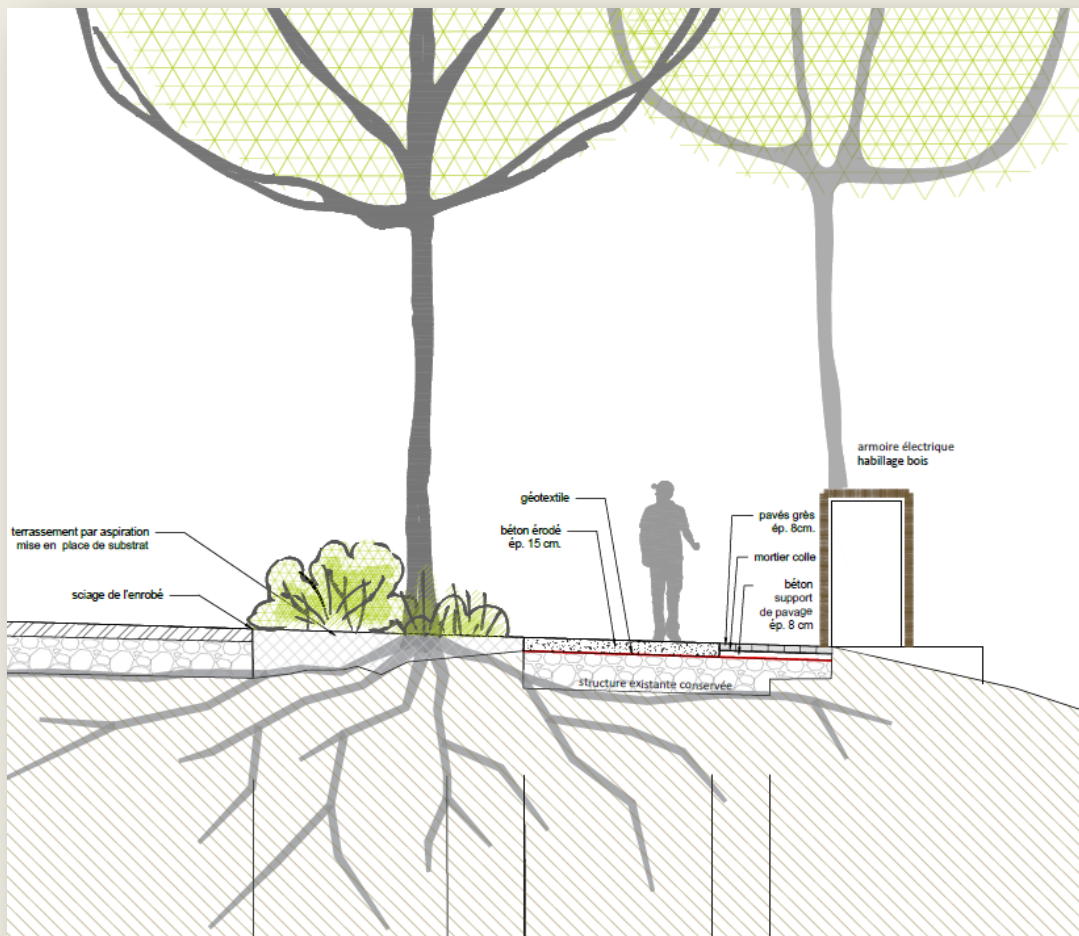 armoire électrique
habillage bois
géotextile
béton érodé
ép. 15 cm.
pavés grès
ép. 8cm.
mortier colle
béton
support
de pavage
ép. 8 cm
terrassement par aspiration
mise en place de substrat
sciage de l'enrobé
structure existante conservée